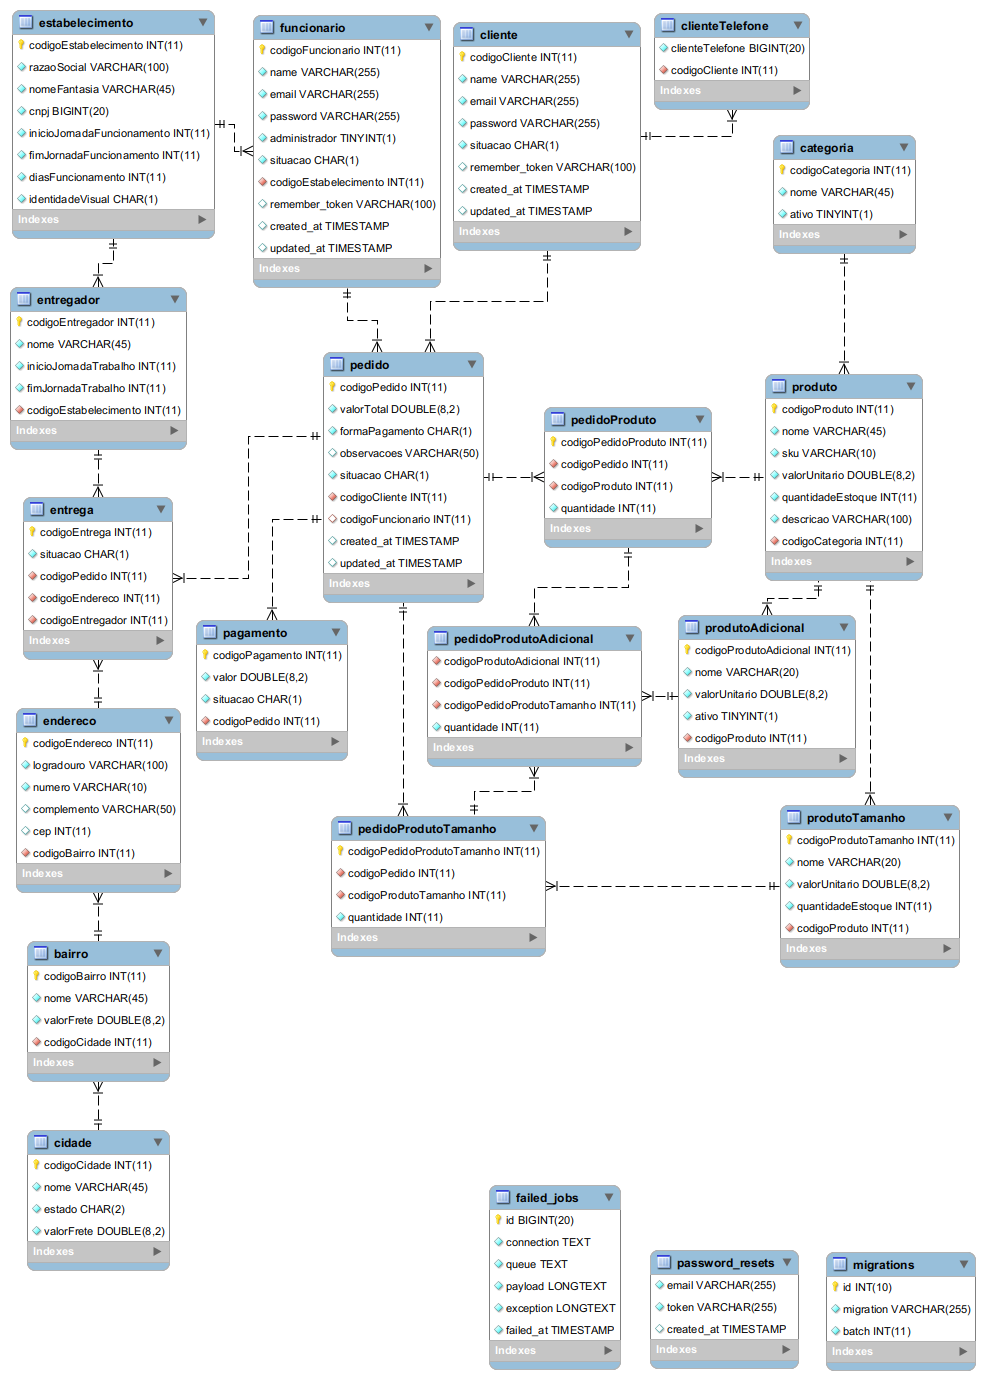 estabelecimento
codigoEstabelecimento INT(11)
razaoSocial VARCHAR(100)
nomeFantasia VARCHAR(45)
cnpj BIGINT(20)
inicioJornadaFuncionamento INT(11)
fimJornadaFuncionamento INT(11)
diasFuncionamento INT(11)
identidadeVisual CHAR(1)
Indexes
funcionario
codigoFuncionario INT(11)
name VARCHAR(255)
email VARCHAR(255)
password VARCHAR(255)
administrador TINYINT(1)
situacao CHAR(1)
codigoEstabelecimento INT(11)
remember_token VARCHAR(100)
created_at TIMESTAMP
updated_at TIMESTAMP
Indexes
cliente
codigoCliente INT(11)
name VARCHAR(255)
email VARCHAR(255)
password VARCHAR(255)
situacao CHAR(1)
remember_token VARCHAR(100)
created_at TIMESTAMP
updated_at TIMESTAMP
Indexes
clienteTelefone
clienteTelefone BIGINT(20)
codigoCliente INT(11)
Indexes
categoria
codigoCategoria INT(11)
nome VARCHAR(45)
ativo TINYINT(1)
Indexes
entregador
codigoEntregador INT(11)
nome VARCHAR(45)
inicioJornadaTrabalho INT(11)
fimJornadaTrabalho INT(11)
codigoEstabelecimento INT(11)
Indexes
pedido
codigoPedido INT(11)
valorTotal DOUBLE(8,2)
formaPagamento CHAR(1)
observacoes VARCHAR(50)
situacao CHAR(1)
codigoCliente INT(11)
codigoFuncionario INT(11)
created_at TIMESTAMP
updated_at TIMESTAMP
Indexes
pedidoProduto
codigoPedidoProduto INT(11)
codigoPedido INT(11)
codigoProduto INT(11)
quantidade INT(11)
Indexes
produto
codigoProduto INT(11)
nome VARCHAR(45)
sku VARCHAR(10)
valorUnitario DOUBLE(8,2)
quantidadeEstoque INT(11)
descricao VARCHAR(100)
codigoCategoria INT(11)
Indexes
entrega
codigoEntrega INT(11)
situacao CHAR(1)
codigoPedido INT(11)
codigoEndereco INT(11)
codigoEntregador INT(11)
Indexes
pagamento
codigoPagamento INT(11)
valor DOUBLE(8,2)
situacao CHAR(1)
codigoPedido INT(11)
Indexes
pedidoProdutoAdicional
codigoProdutoAdicional INT(11)
codigoPedidoProduto INT(11)
codigoPedidoProdutoTamanho INT(11)
quantidade INT(11)
Indexes
produtoAdicional
codigoProdutoAdicional INT(11)
nome VARCHAR(20)
valorUnitario DOUBLE(8,2)
ativo TINYINT(1)
codigoProduto INT(11)
Indexes
endereco
codigoEndereco INT(11)
logradouro VARCHAR(100)
numero VARCHAR(10)
complemento VARCHAR(50)
cep INT(11)
codigoBairro INT(11)
Indexes
pedidoProdutoTamanho
codigoPedidoProdutoTamanho INT(11)
codigoPedido INT(11)
codigoProdutoTamanho INT(11)
quantidade INT(11)
Indexes
produtoTamanho
codigoProdutoTamanho INT(11)
nome VARCHAR(20)
valorUnitario DOUBLE(8,2)
quantidadeEstoque INT(11)
codigoProduto INT(11)
Indexes
bairro
codigoBairro INT(11)
nome VARCHAR(45)
valorFrete DOUBLE(8,2)
codigoCidade INT(11)
Indexes
cidade
codigoCidade INT(11)
nome VARCHAR(45)
estado CHAR(2)
valorFrete DOUBLE(8,2)
Indexes
failed_jobs
id BIGINT(20)
connection TEXT
queue TEXT
payload LONGTEXT
exception LONGTEXT
failed_at TIMESTAMP
Indexes
password_resets
email VARCHAR(255)
token VARCHAR(255)
created_at TIMESTAMP
Indexes
migrations
id INT(10)
migration VARCHAR(255)
batch INT(11)
Indexes